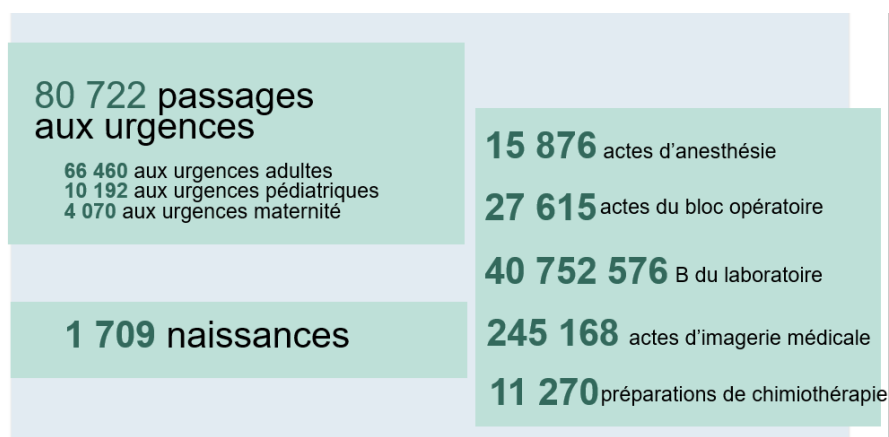 80 722 passages
aux urgences
66 460 aux urgences adultes
10 192 aux urgences pédiatriques
4 070 aux urgences maternité
1 709 naissances
15 876 actes d’anesthésie
27 615 actes du bloc opératoire
40 752 576 B du laboratoire
245 168 actes d’imagerie médicale
11 270 préparations de chimiothérapie